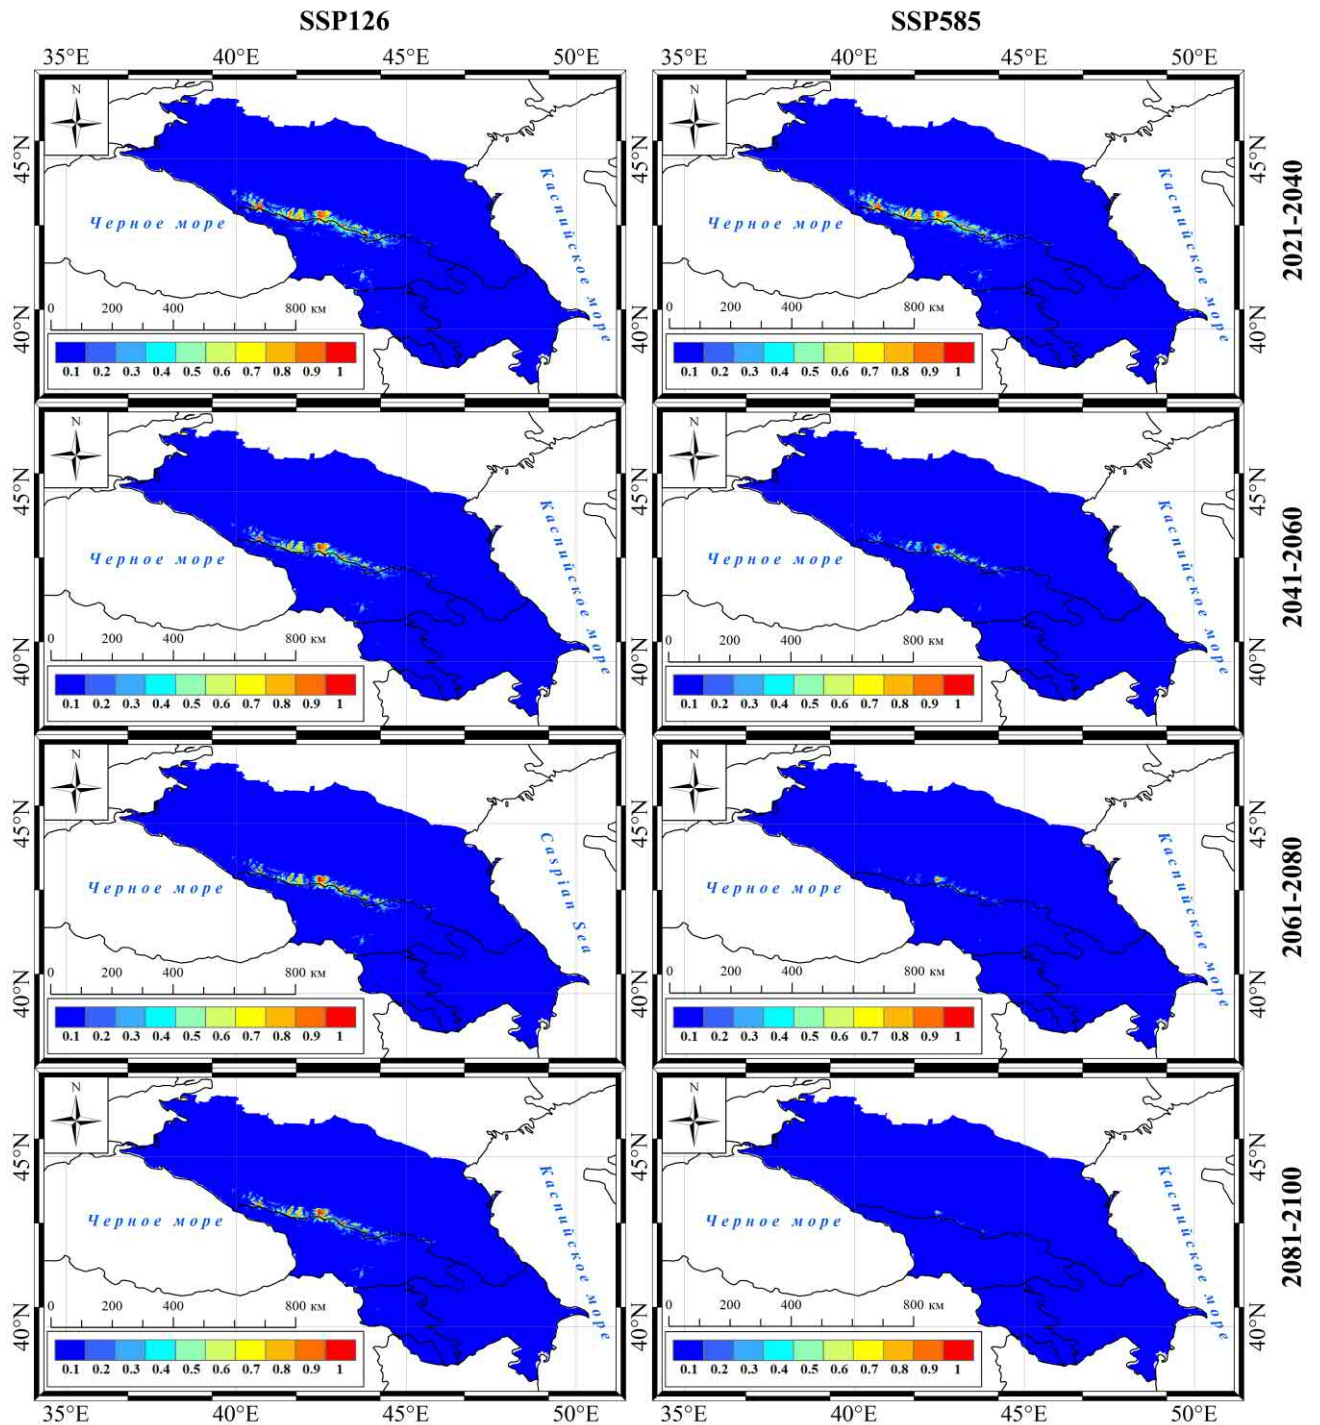 SSP126 SSP585
35°E 40°E 45°E 50°E 35°E 40°E 45°E 50°E
N N
45°N 45°N 45°N 2021-2040
Черное море Каспийское море Черное море Каспийское море
40°N 40°N 40°N
0 200 400 800 км 0 200 400 800 км
0.1 0.2 0.3 0.4 0.5 0.6 0.7 0.8 0.9 1 0.1 0.2 0.3 0.4 0.5 0.6 0.7 0.8 0.9 1
N N
45°N 45°N 45°N 2041-2060
Черное море Каспийское море Черное море Каспийское море
40°N 40°N 40°N
0 200 400 800 км 0 200 400 800 км
0.1 0.2 0.3 0.4 0.5 0.6 0.7 0.8 0.9 1 0.1 0.2 0.3 0.4 0.5 0.6 0.7 0.8 0.9 1
N N
45°N 45°N 45°N 2061-2080
Черное море Caspian Sea Черное море Каспийское море
40°N 40°N 40°N
0 200 400 800 км 0 200 400 800 км
0.1 0.2 0.3 0.4 0.5 0.6 0.7 0.8 0.9 1 0.1 0.2 0.3 0.4 0.5 0.6 0.7 0.8 0.9 1
N N
45°N 45°N 45°N 2081-2100
Черное море Каспийское море Черное море Каспийское море
40°N 40°N 40°N
0 200 400 800 км 0 200 400 800 км
0.1 0.2 0.3 0.4 0.5 0.6 0.7 0.8 0.9 1 0.1 0.2 0.3 0.4 0.5 0.6 0.7 0.8 0.9 1
35°E 40°E 45°E 50°E 35°E 40°E 45°E 50°E